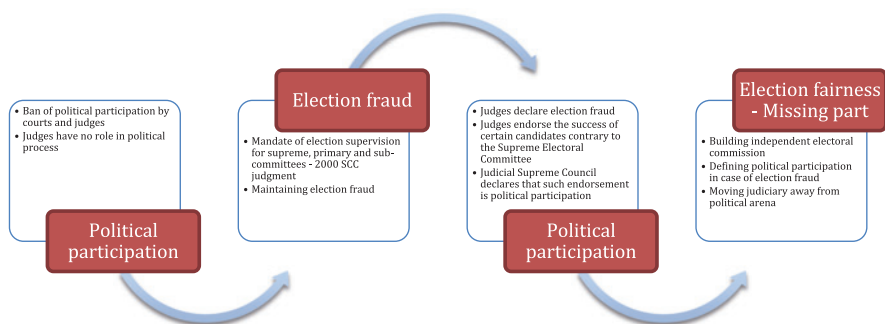 • Ban of political participation by
courts and judges
• Judges have no role in political
process
Political
participation
Election fraud
• Mandate of election supervision
for supreme, primary and sub-
committees - 2000 SCC
judgment
• Maintaining election fraud
• Judges declare election fraud
• Judges endorse the success of
certain candidates contrary to
the Supreme Electoral
Committee
• Judicial Supreme Council
declares that such endorsement
is political participation
Political
participation
Election fairness
- Missing part
• Building independent electoral
commission
• Defining political participation
in case of election fraud
• Moving judiciary away from
political arena